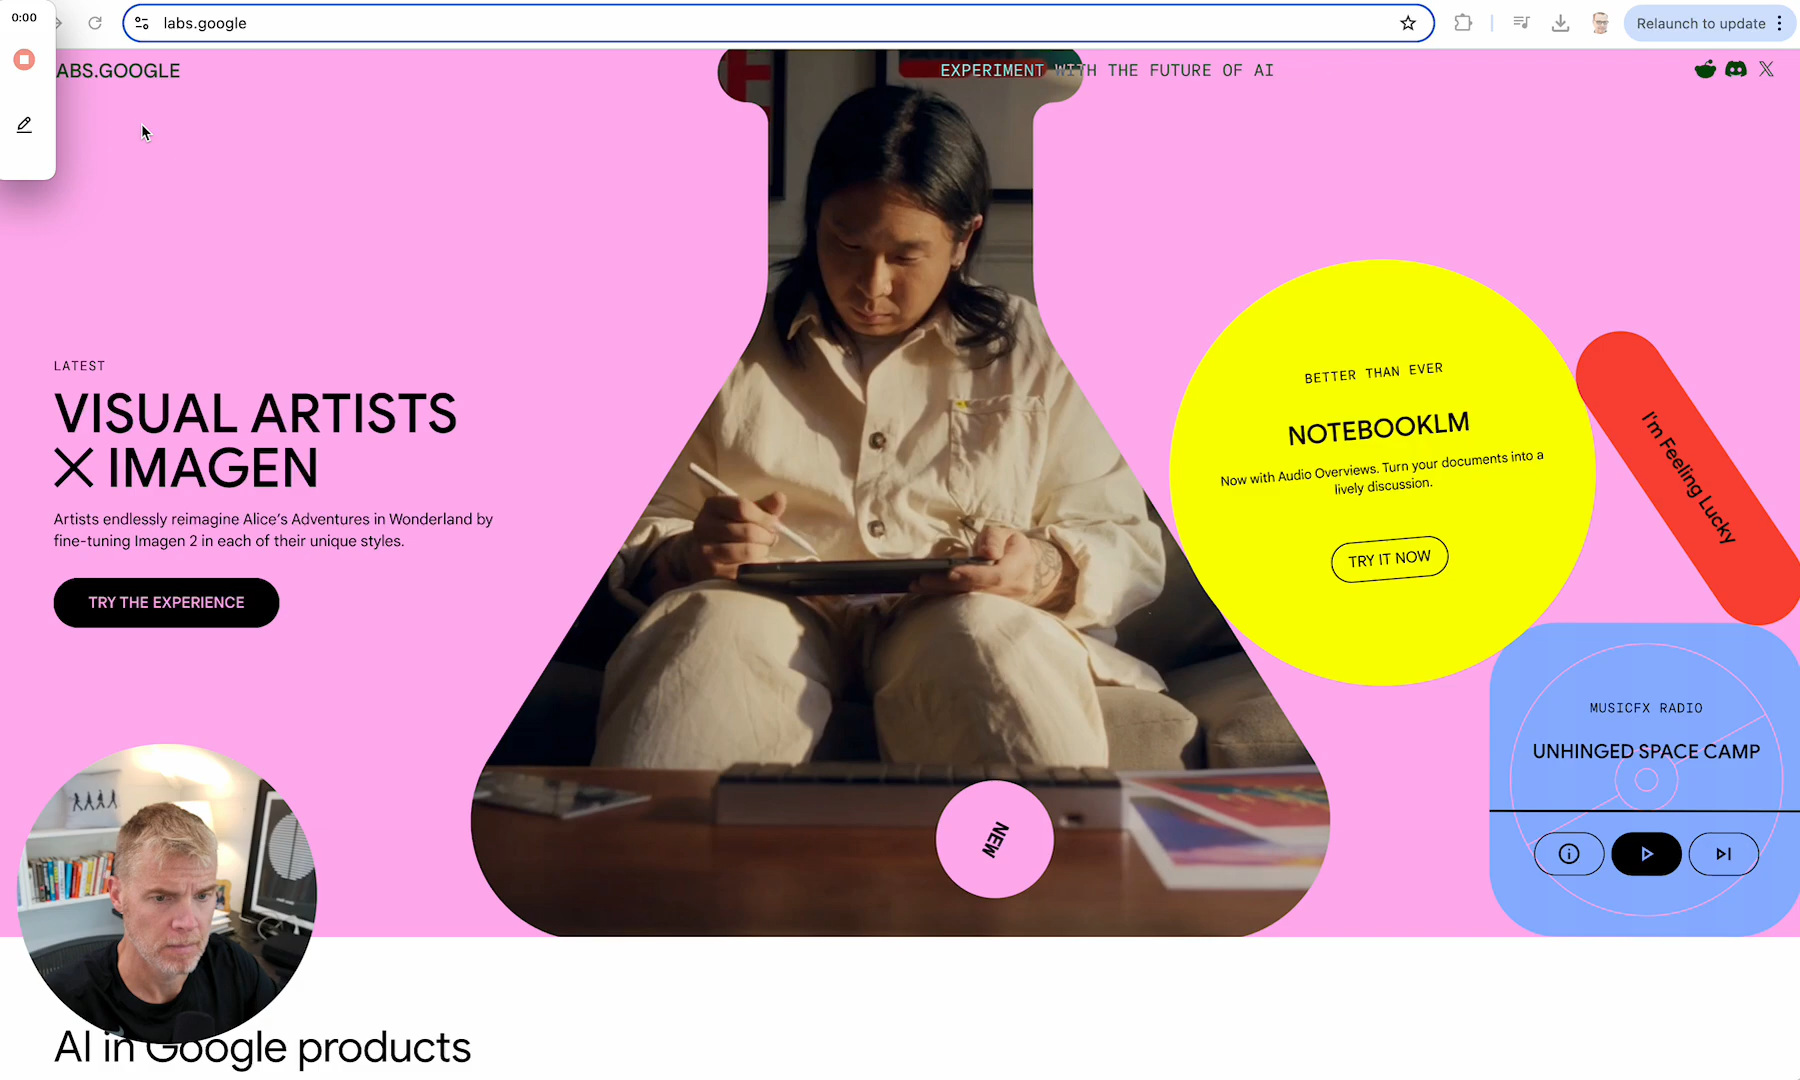 0:00
labs.google
Relaunch to update
ABS.GOOGLE
EXPERIMENT WITH THE FUTURE OF AI
LATEST
VISUAL ARTISTS
X IMAGEN
Artists endlessly reimagine Alice's Adventures in Wonderland by
fine-tuning Imagen 2 in each of their unique styles.
TRY THE EXPERIENCE
BETTER THAN EVER
NOTEBOOKLM
Now with Audio Overviews. Turn your documents into a
lively discussion.
TRY IT NOW
I'm Feeling Lucky
MUSICFX RADIO
UNHINGED SPACE CAMP
NEW
AI in Google products